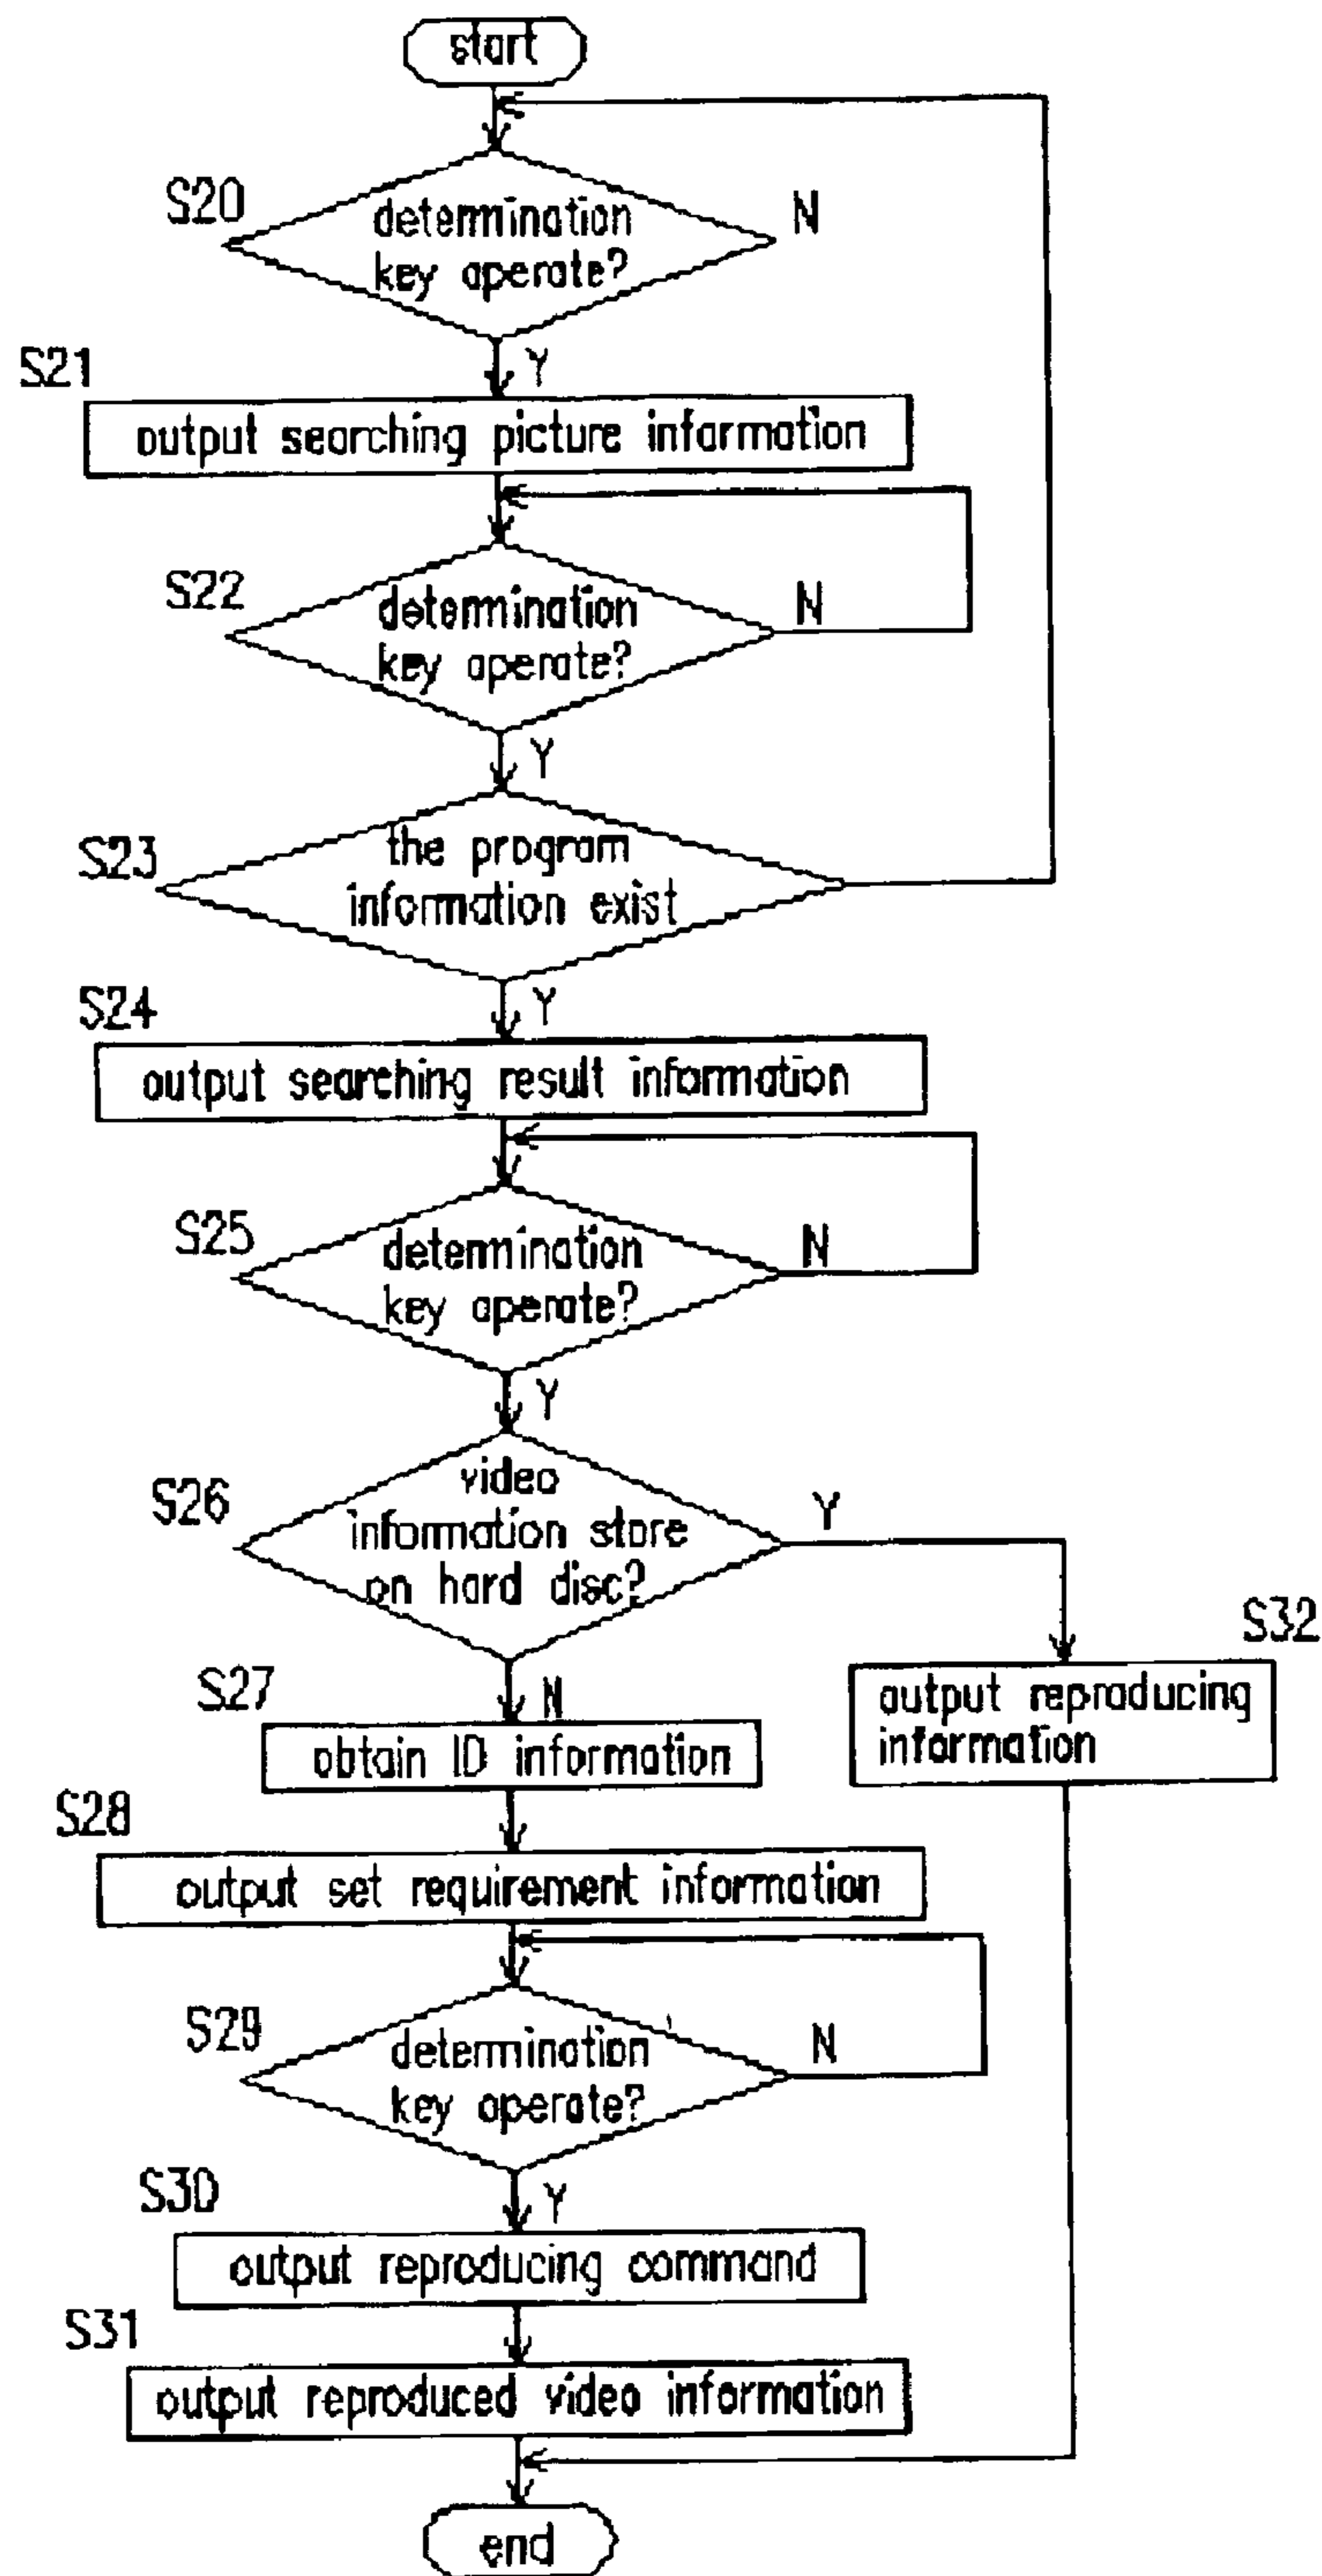 start
S20
determination
key operate?
N
Y
S21
output searching picture information
S22
determination
key operate?
N
Y
S23
the program
information exist
Y
S24
output searching result information
S25
determination
key operate?
N
Y
S26
video
information store
on hard disc?
Y
N
S32
output reproducing
information
S27
obtain ID information
S28
output set requirement information
S29
determination
key operate?
N
Y
S30
output reproducing command
S31
output reproduced video information
end